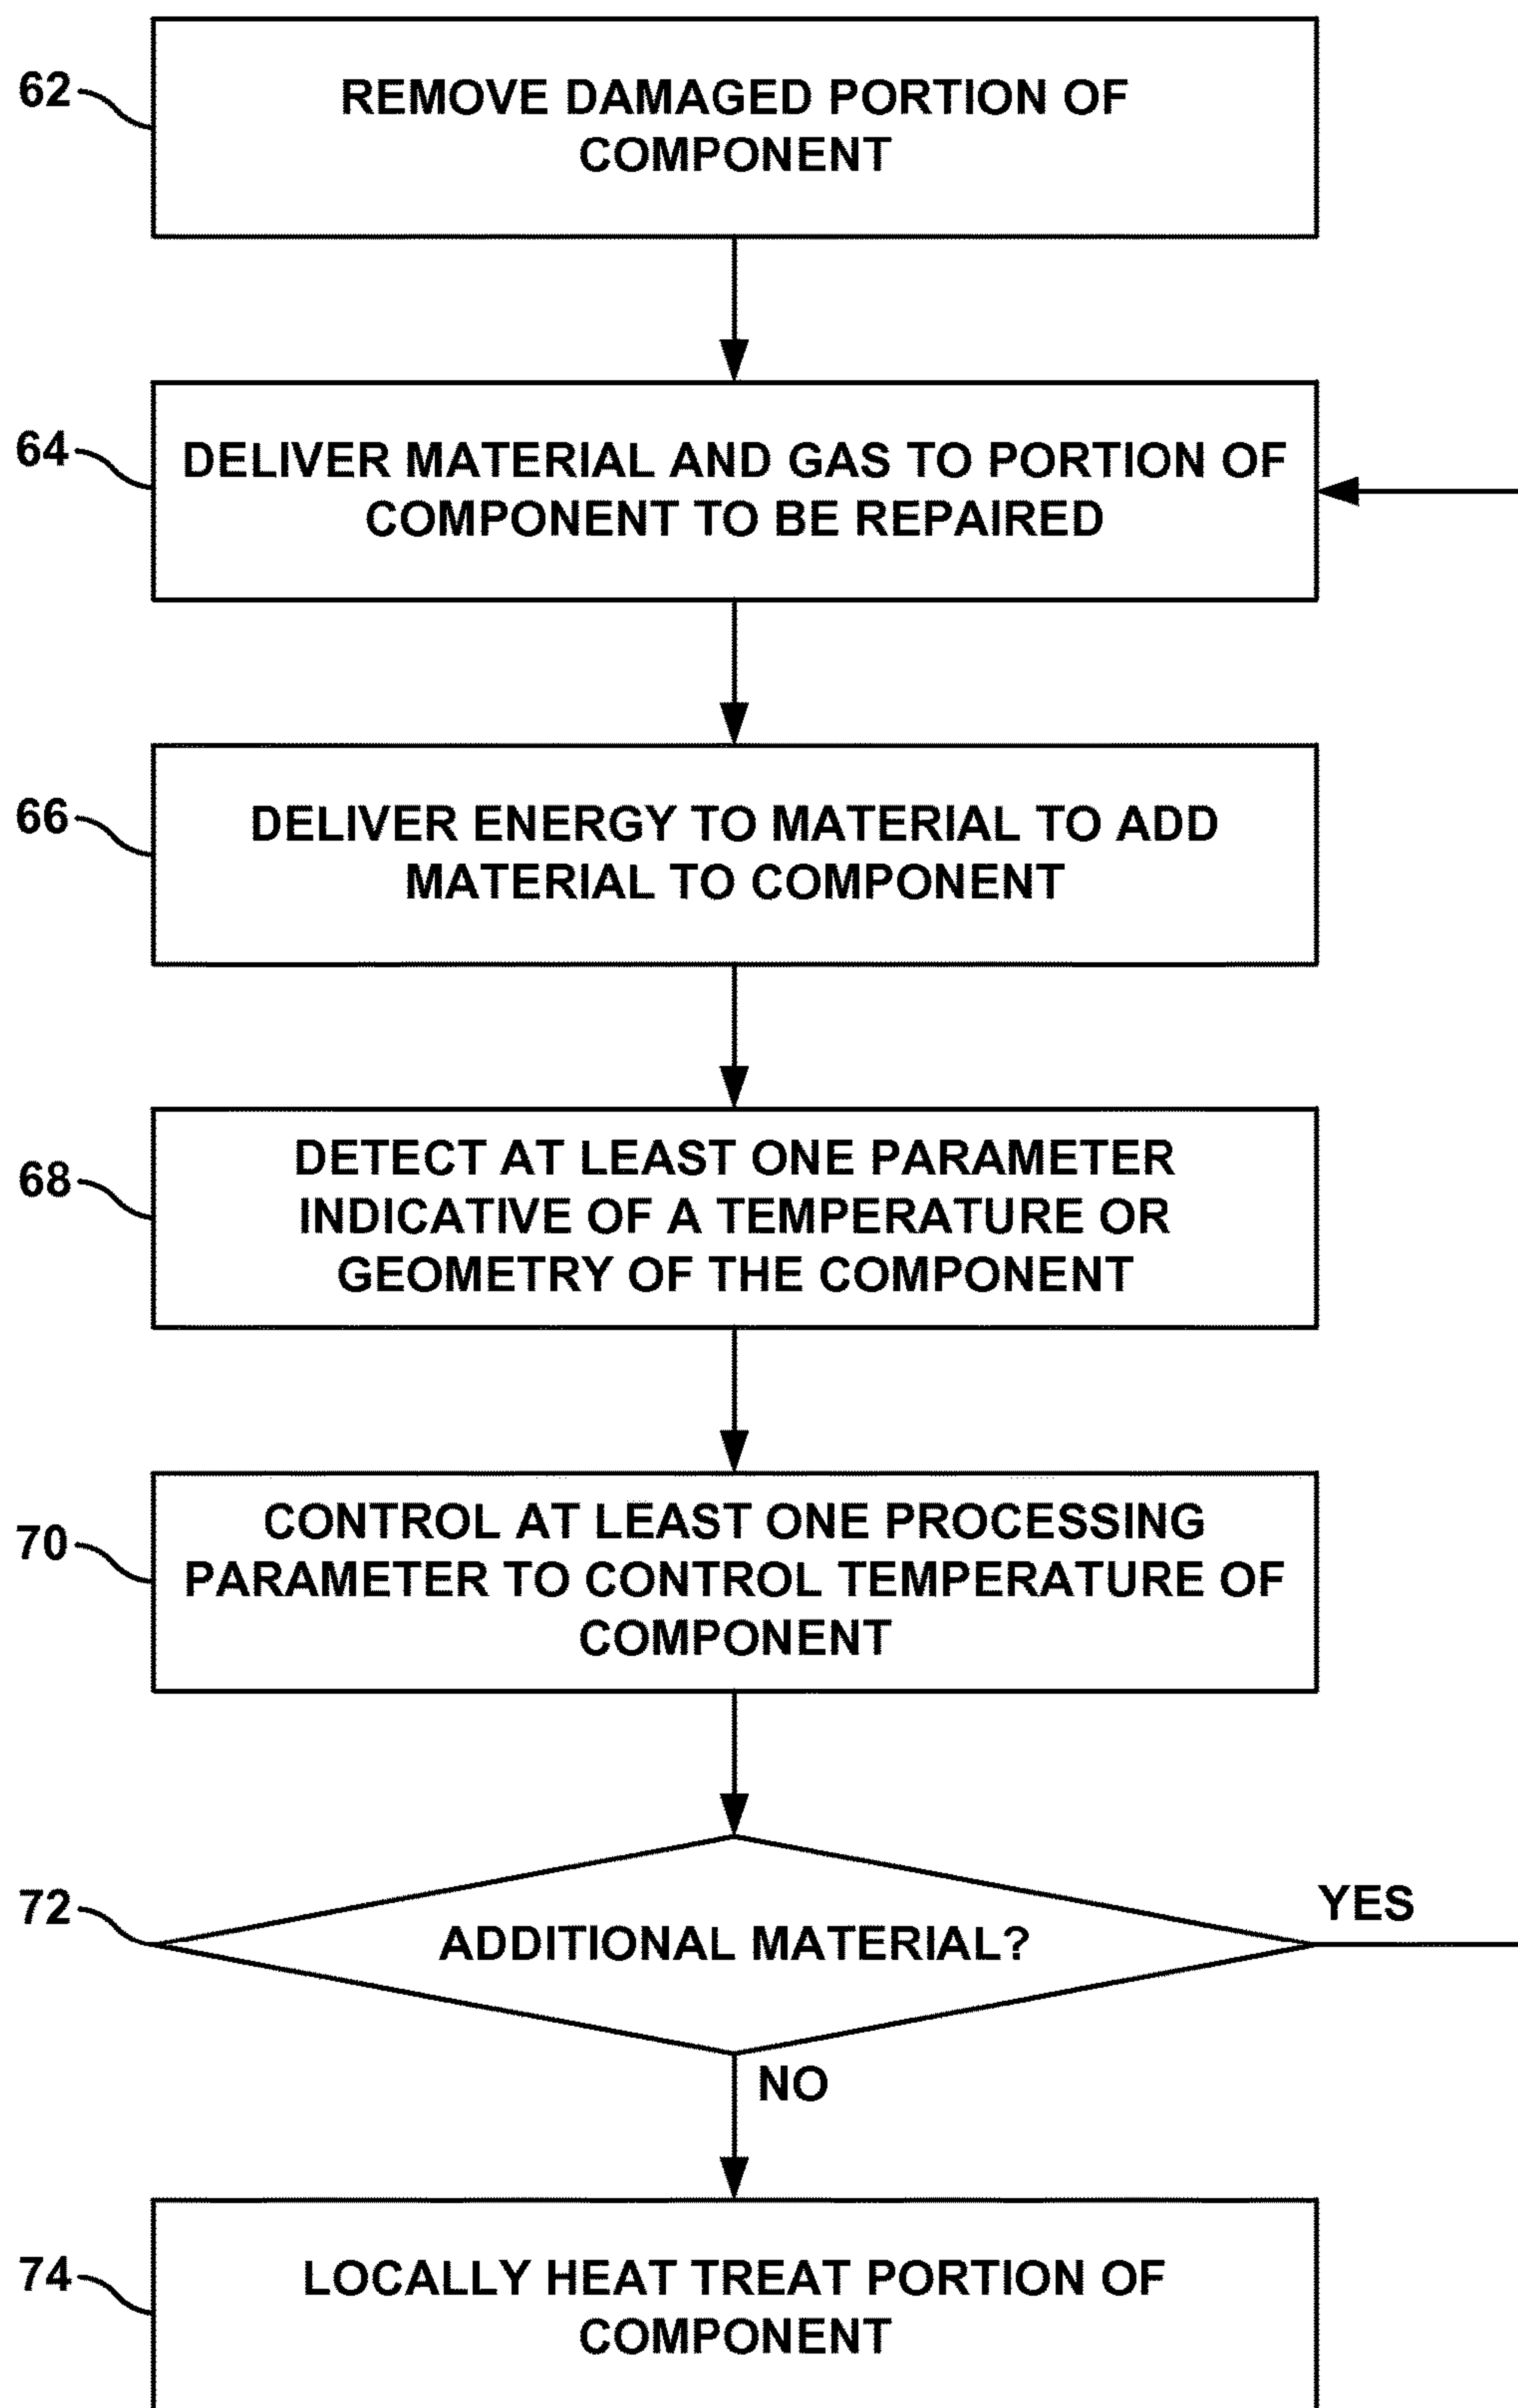 62
REMOVE DAMAGED PORTION OF
COMPONENT
64
DELIVER MATERIAL AND GAS TO PORTION OF
COMPONENT TO BE REPAIRED
66
DELIVER ENERGY TO MATERIAL TO ADD
MATERIAL TO COMPONENT
68
DETECT AT LEAST ONE PARAMETER
INDICATIVE OF A TEMPERATURE OR
GEOMETRY OF THE COMPONENT
70
CONTROL AT LEAST ONE PROCESSING
PARAMETER TO CONTROL TEMPERATURE OF
COMPONENT
72
ADDITIONAL MATERIAL?
YES
NO
74
LOCALLY HEAT TREAT PORTION OF
COMPONENT